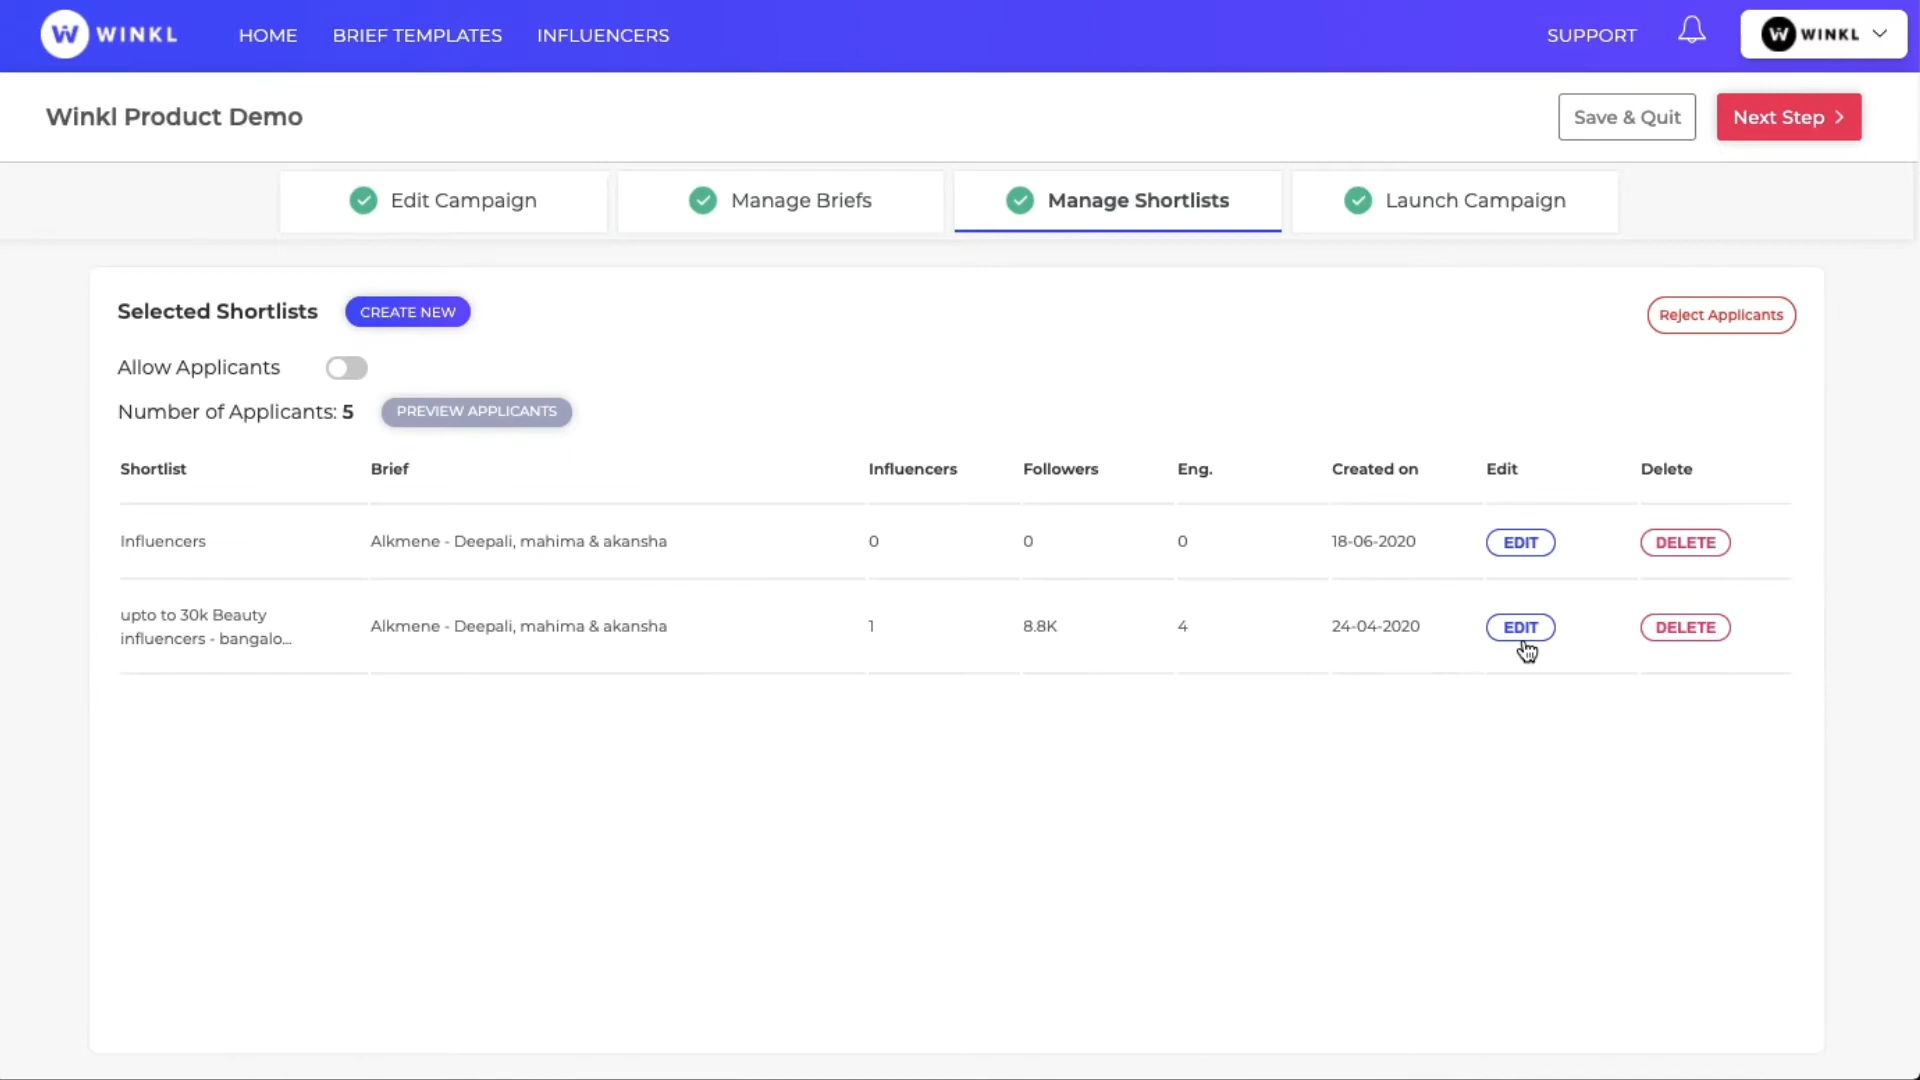 WINKL HOME BRIEF TEMPLATES INFLUENCERS SUPPORT WINKL
Winkl Product Demo Save & Quit Next Step
Edit Campaign Manage Briefs Manage Shortlists Launch Campaign
Selected Shortlists CREATE NEW Reject Applicants
Allow Applicants
Number of Applicants: 5 PREVIEW APPLICANTS
Shortlist Brief Influencers Followers Eng. Created on Edit Delete
Influencers Alkmene - Deepali, mahima & akansha 0 0 0 18-06-2020 EDIT DELETE
upto to 30k Beauty
influencers - bangalo... Alkmene - Deepali, mahima & akansha 1 8.8K 4 24-04-2020 EDIT DELETE